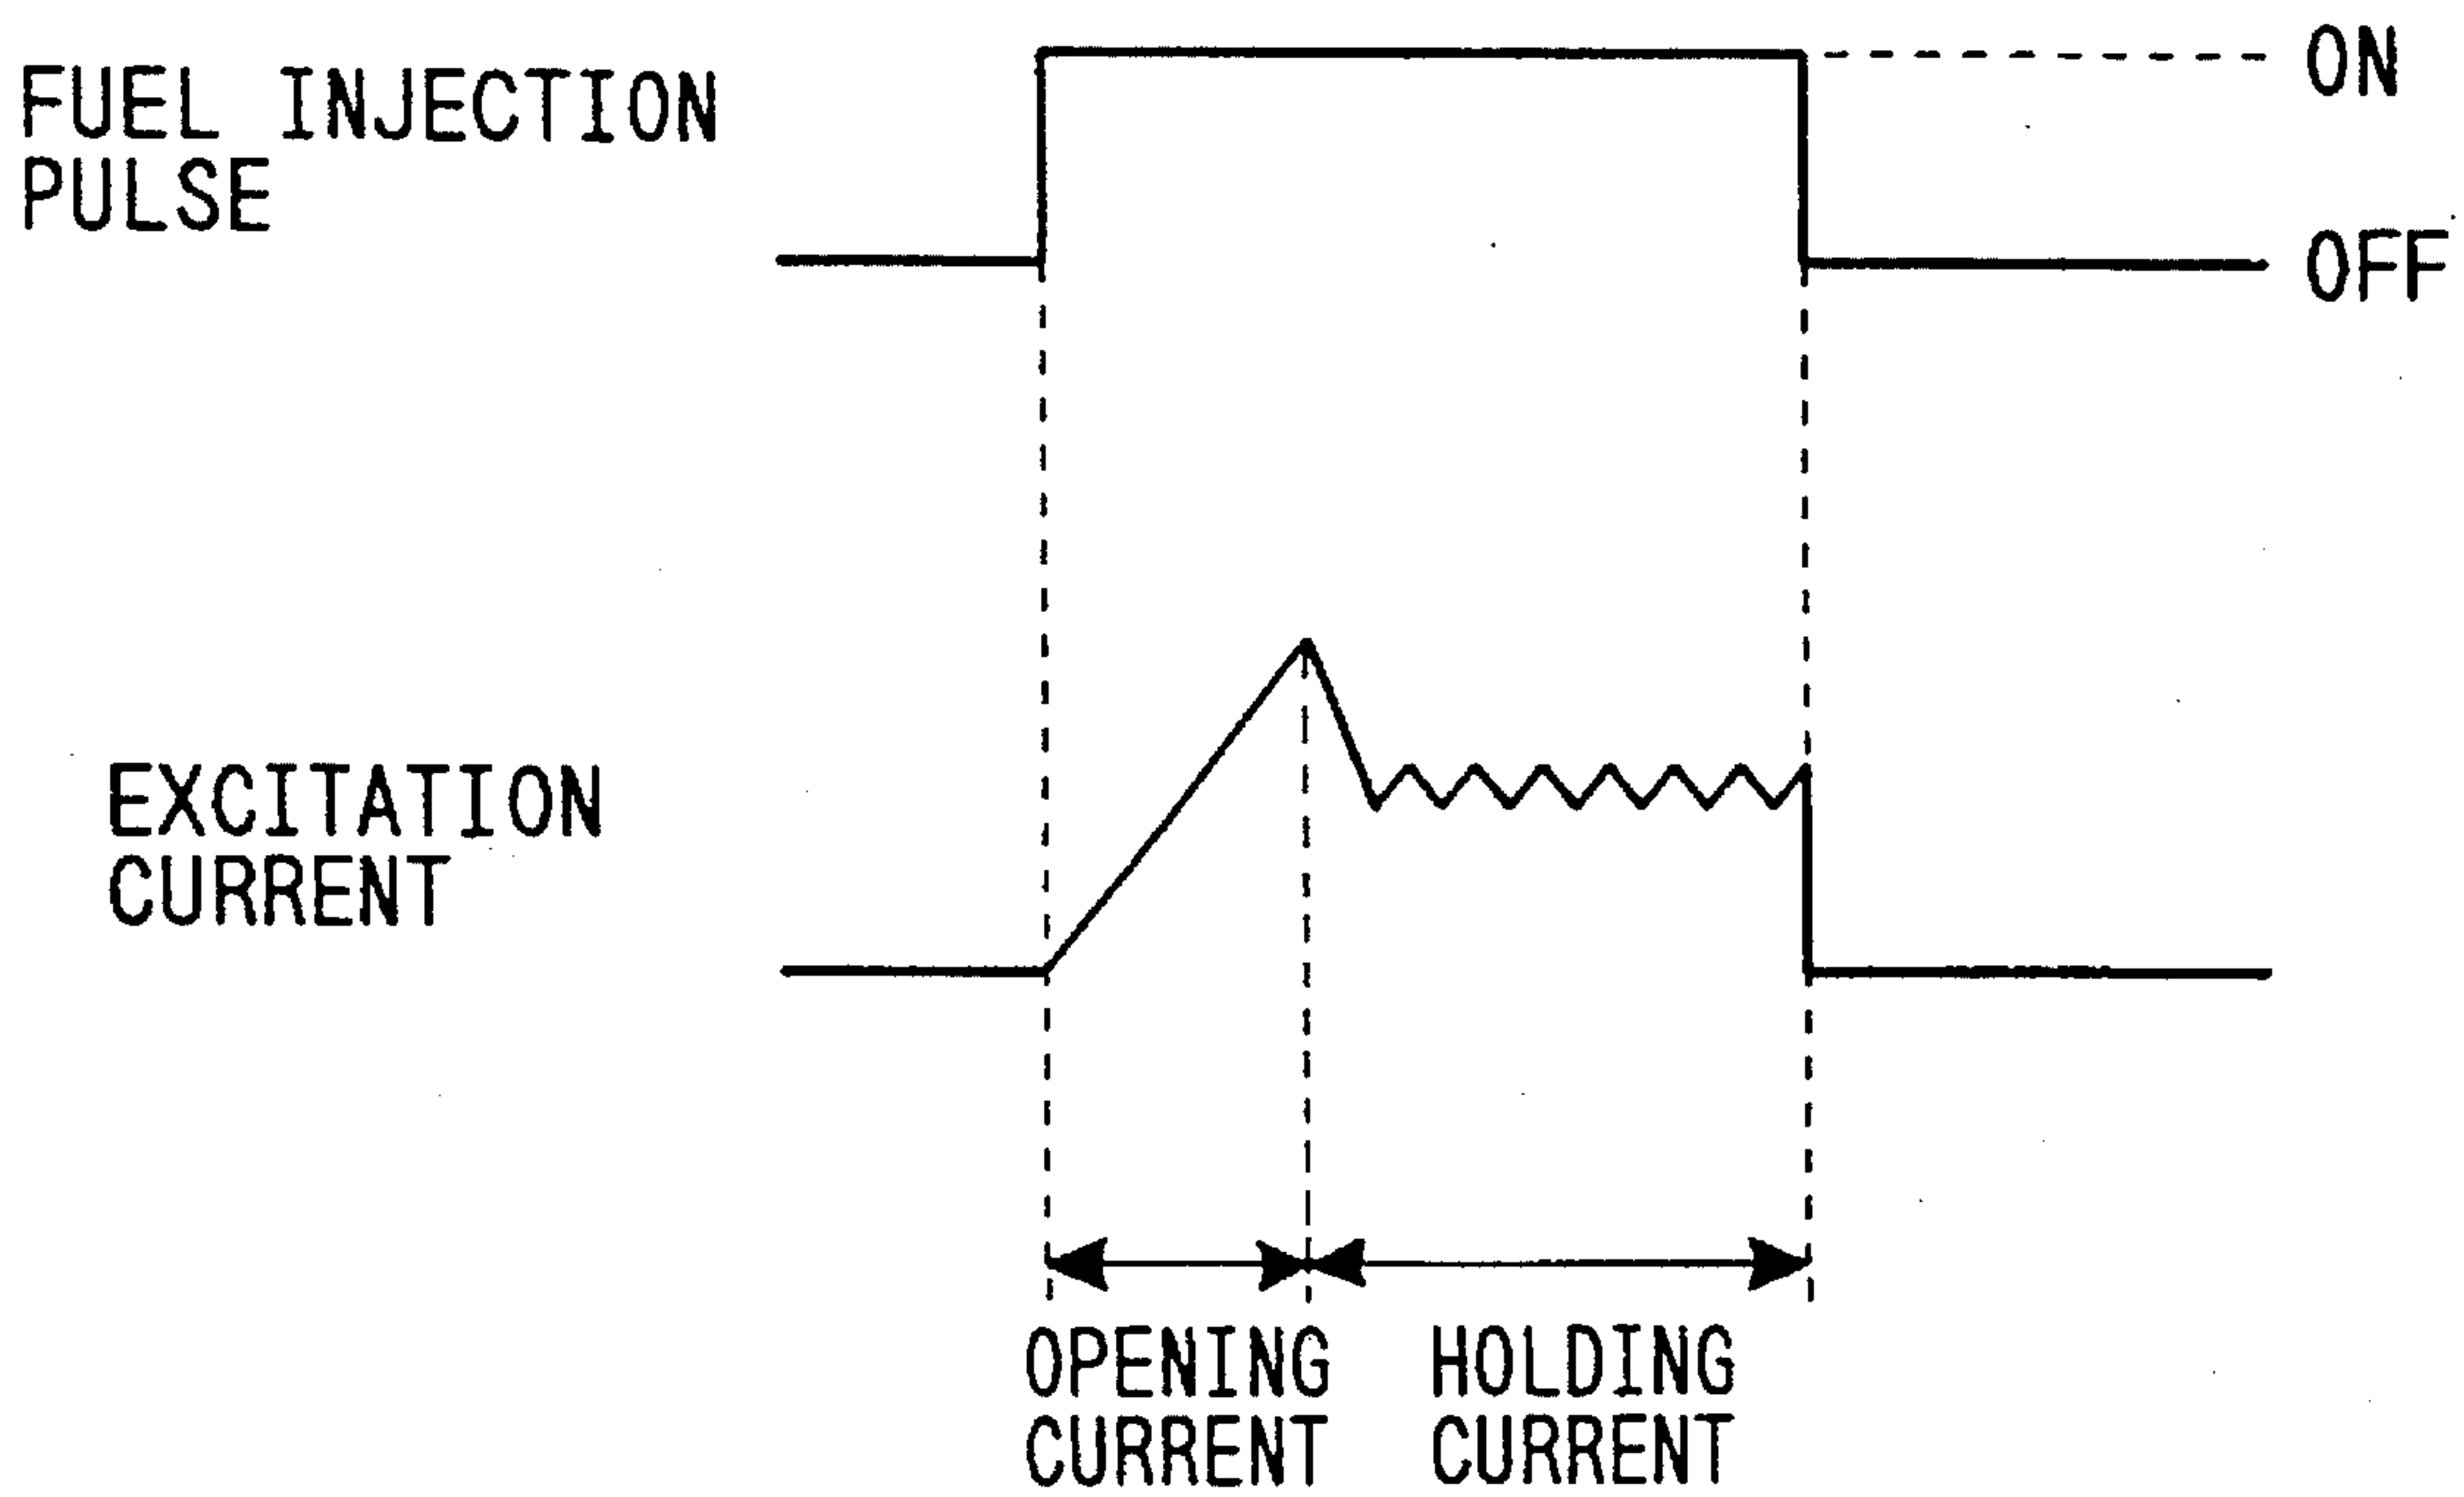 FUEL INJECTION
PULSE
ON
OFF
EXCITATION
CURRENT
OPENING
CURRENT
HOLDING
CURRENT